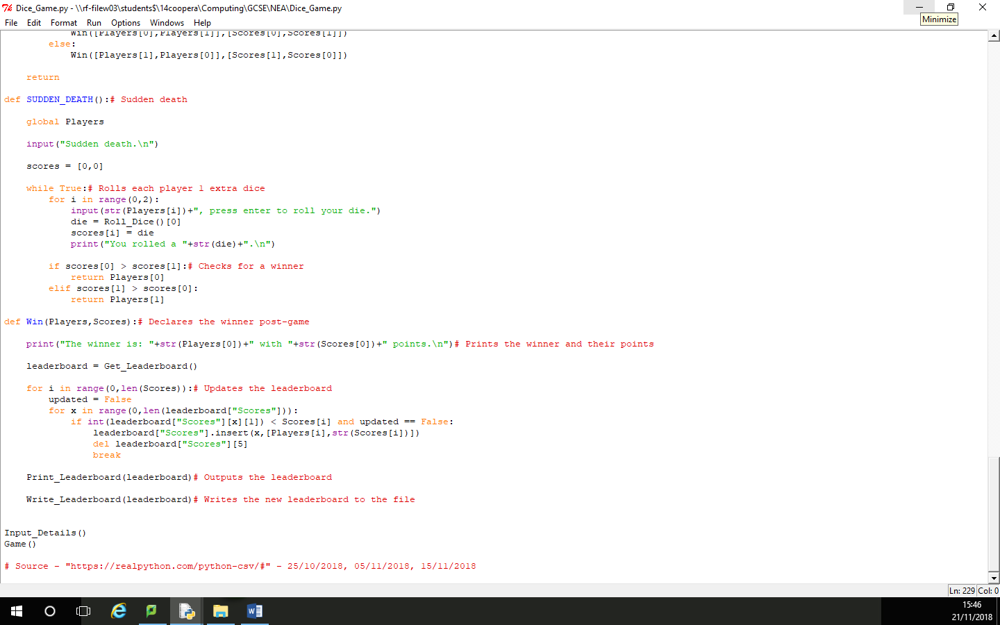 Dice_Game.py - \\rf-filew03\students$\14coopera\Computing\GCSE\NEA\Dice_Game.py
File Edit Format Run Options Windows Help
Minimize
Win([Players[0],Players[1]],[Scores[0],Scores[1]])
else:
Win([Players[1],Players[0]],[Scores[1],Scores[0]])
return
def SUDDEN_DEATH():# Sudden death
global Players
input("Sudden death.\n")
scores = [0,0]
while True:# Rolls each player 1 extra dice
for i in range(0,2):
input(str(Players[i])+", press enter to roll your die.")
die = Roll_Dice()[0]
scores[i] = die
print("You rolled a "+str(die)+".\n")
if scores[0] > scores[1]:# Checks for a winner
return Players[0]
elif scores[1] > scores[0]:
return Players[1]
def Win(Players,Scores):# Declares the winner post-game
print("The winner is: "+str(Players[0])+" with "+str(Scores[0])+" points.\n")# Prints the winner and their points
leaderboard = Get_Leaderboard()
for i in range(0,len(Scores)):# Updates the leaderboard
updated = False
for x in range(0,len(leaderboard["Scores"])):
if int(leaderboard["Scores"][x][1]) < Scores[i] and updated == False:
leaderboard["Scores"].insert(x,[Players[i],str(Scores[i])])
del leaderboard["Scores"][5]
break
Print_Leaderboard(leaderboard)# Outputs the leaderboard
Write_Leaderboard(leaderboard)# Writes the new leaderboard to the file
Input_Details()
Game()
# Source - "https://realpython.com/python-csv/#" - 25/10/2018, 05/11/2018, 15/11/2018
Ln: 229 Col: 0
15:46
21/11/2018